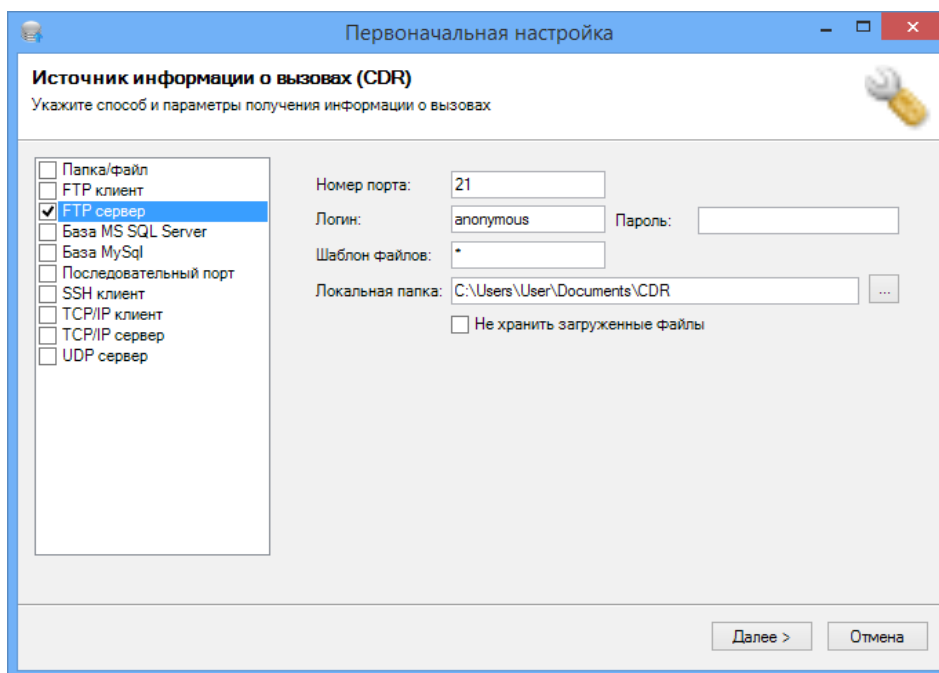 Первоначальная настройка
Источник информации о вызовах (CDR)
Укажите способ и параметры получения информации о вызовах
Папка/файл
FTP клиент
FTP сервер
База MS SQL Server
База MySql
Последовательный порт
SSH клиент
TCP/IP клиент
TCP/IP сервер
UDP сервер
Номер порта: 21
Логин: anonymous Пароль:
Шаблон файлов: *
Локальная папка: C:\Users\User\Documents\CDR ...
Не хранить загруженные файлы
Далее > Отмена